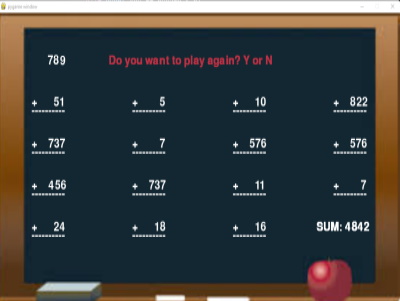 pygame window
789 Do you want to play again? Y or N
+ 51 + 5 + 10 + 822
+ 737 + 7 + 576 + 576
+ 456 + 737 + 11 + 7
+ 24 + 18 + 16 SUM: 4842